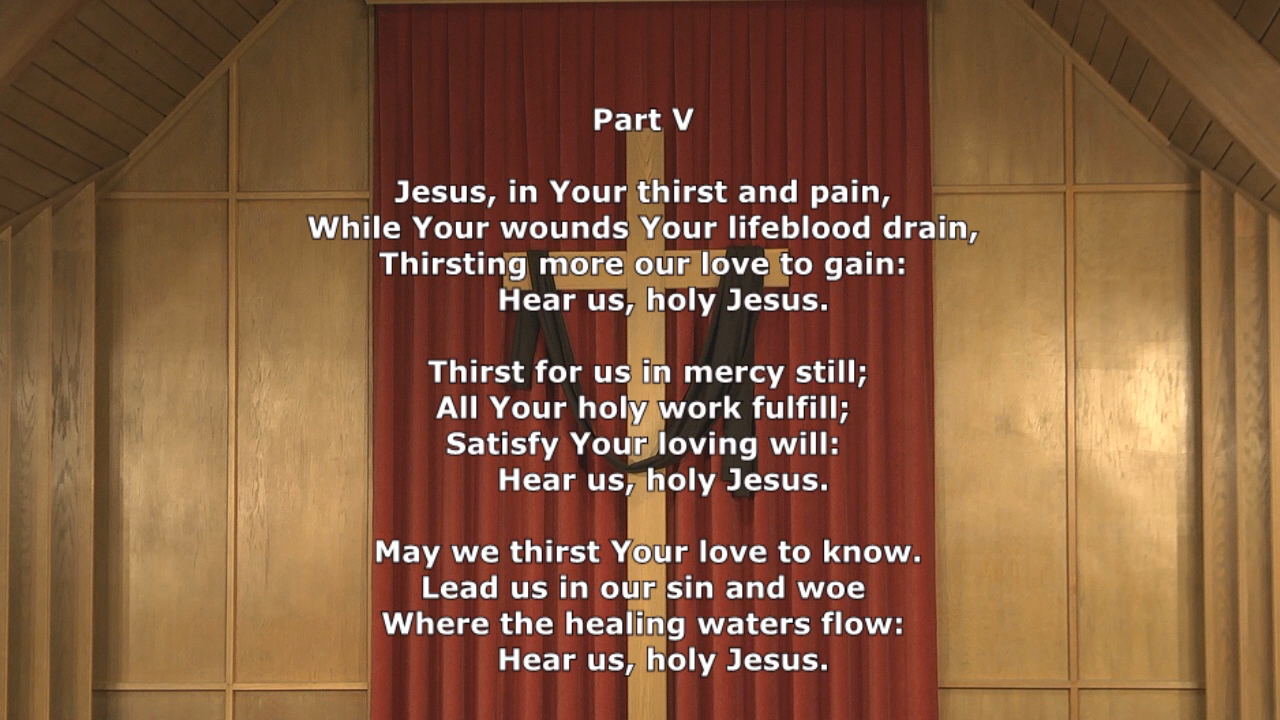 Part V
Jesus, in Your thirst and pain,
While Your wounds Your lifeblood drain,
Thirsting more our love to gain:
Hear us, holy Jesus.
Thirst for us in mercy still;
All Your holy work fulfill;
Satisfy Your loving will:
Hear us, holy Jesus.
May we thirst Your love to know.
Lead us in our sin and woe
Where the healing waters flow:
Hear us, holy Jesus.